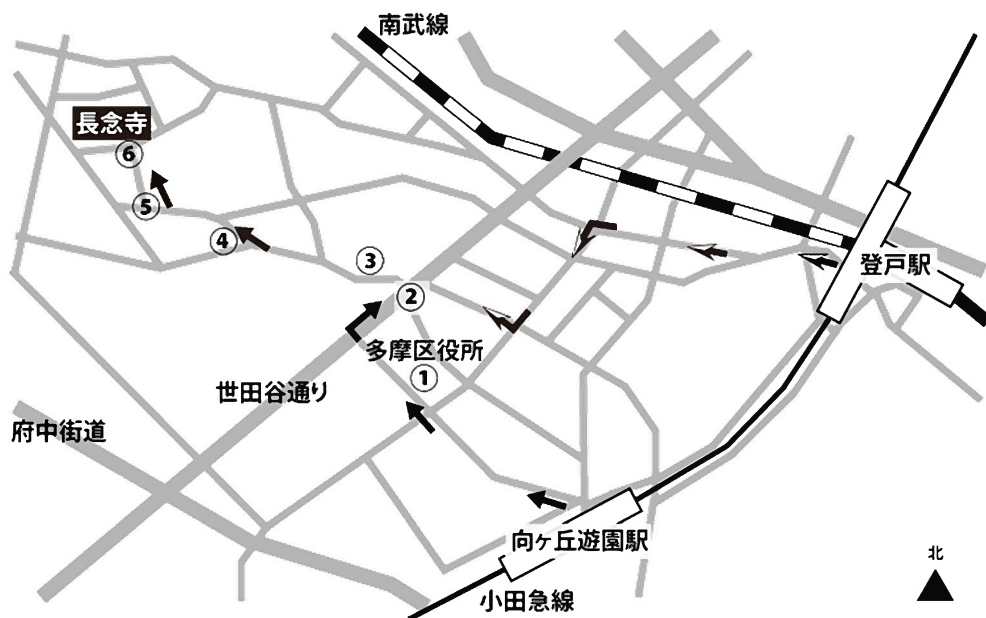 南武線
長念寺
⑥
⑤
④
③
②
登戸駅
多摩区役所
①
世田谷通り
府中街道
向ヶ丘遊園駅
小田急線
北